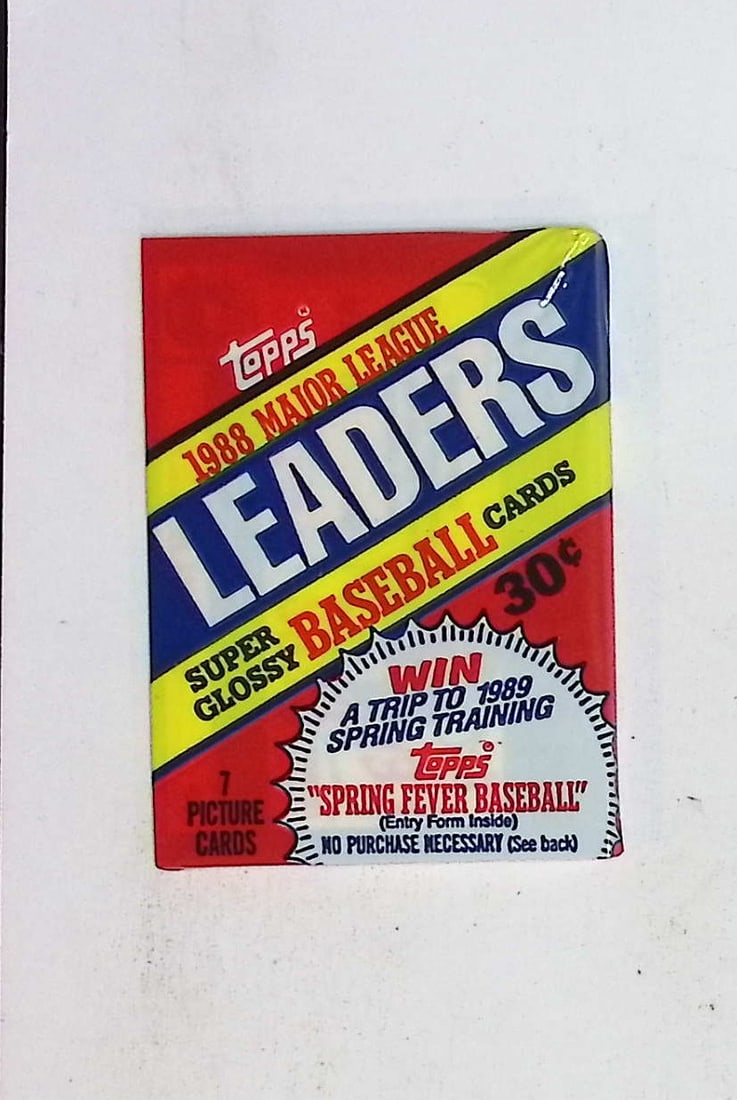 Topps®
1988 MAJOR LEAGUE
LEADERS
SUPER
GLOSSY BASEBALL CARDS
30¢
WIN
A TRIP TO 1989
SPRING TRAINING
Topps®
"SPRING FEVER BASEBALL"
(Entry Form Inside)
NO PURCHASE NECESSARY (See back)
7
PICTURE
CARDS